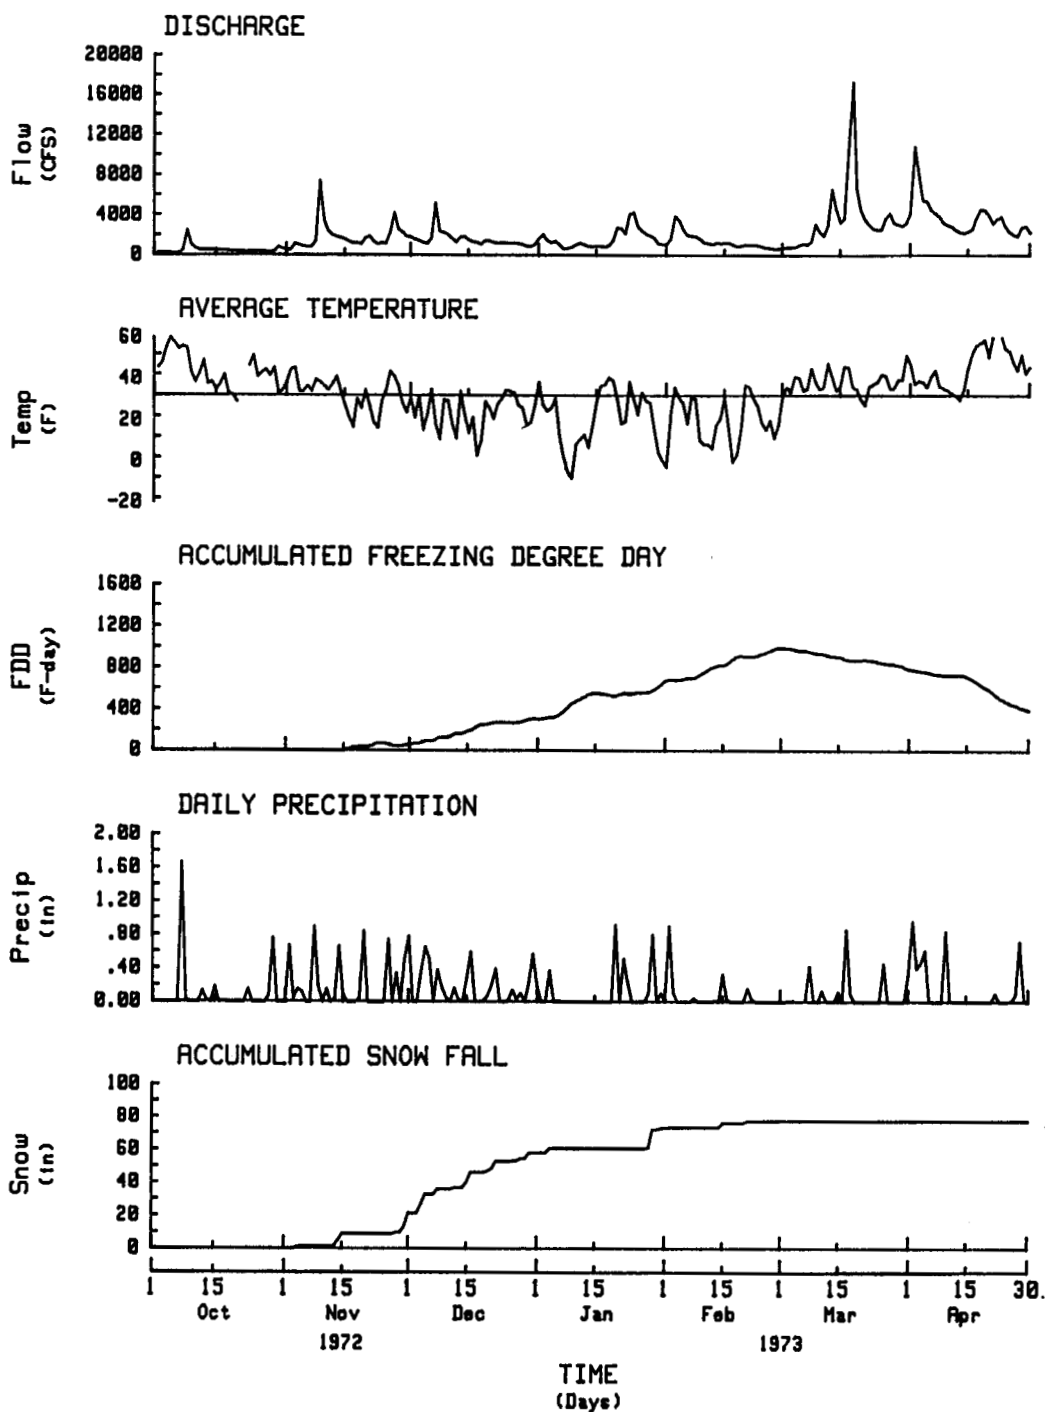 DISCHARGE
20000
16000
12000
8000
4000
0
Flow
(CFS)
AVERAGE TEMPERATURE
60
40
20
0
-20
Temp
(F)
ACCUMULATED FREEZING DEGREE DAY
1600
1200
800
400
0
FDD
(F-day)
DAILY PRECIPITATION
2.00
1.60
1.20
.80
.40
0.00
Precip
(in)
ACCUMULATED SNOW FALL
100
80
60
40
20
0
Snow
(in)
1 15 1 15 1 15 1 15 1 15 1 15 1 15 30.
Oct Nov Dec Jan Feb Mar Apr
1972 1973
TIME
(Days)